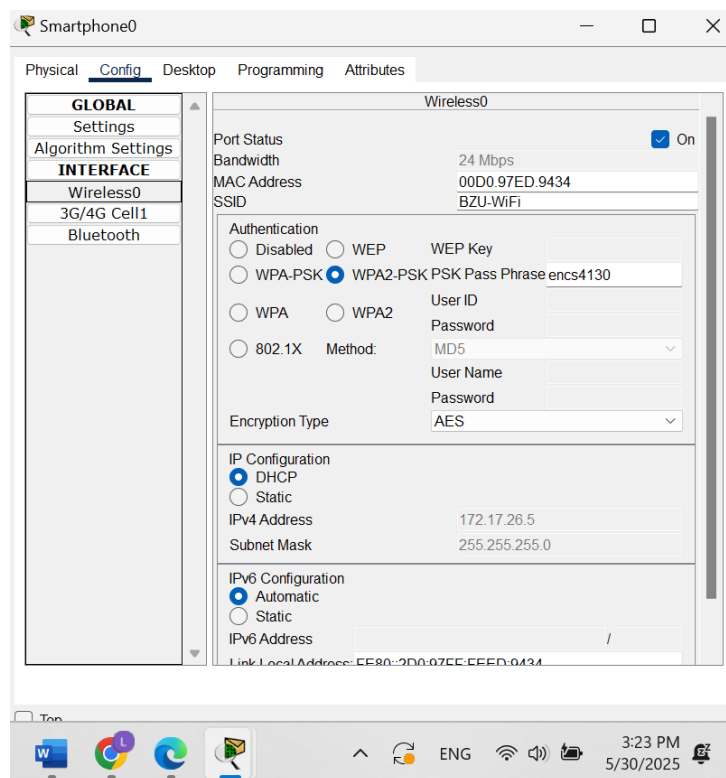 Smartphone0
Physical Config Desktop Programming Attributes
GLOBAL
Settings
Algorithm Settings
INTERFACE
Wireless0
3G/4G Cell1
Bluetooth
Wireless0
Port Status On
Bandwidth 24 Mbps
MAC Address 00D0.97ED.9434
SSID BZU-WiFi
Authentication
Disabled WEP WEP Key
WPA-PSK WPA2-PSK PSK Pass Phrase encs4130
User ID
WPA WPA2
Password
802.1X Method: MD5
User Name
Password
Encryption Type AES
IP Configuration
DHCP
Static
IPv4 Address 172.17.26.5
Subnet Mask 255.255.255.0
IPv6 Configuration
Automatic
Static
IPv6 Address /
Link Local Address: FE80::2D0:97FF:FEED:9434
Top
L
ENG
3:23 PM
5/30/2025